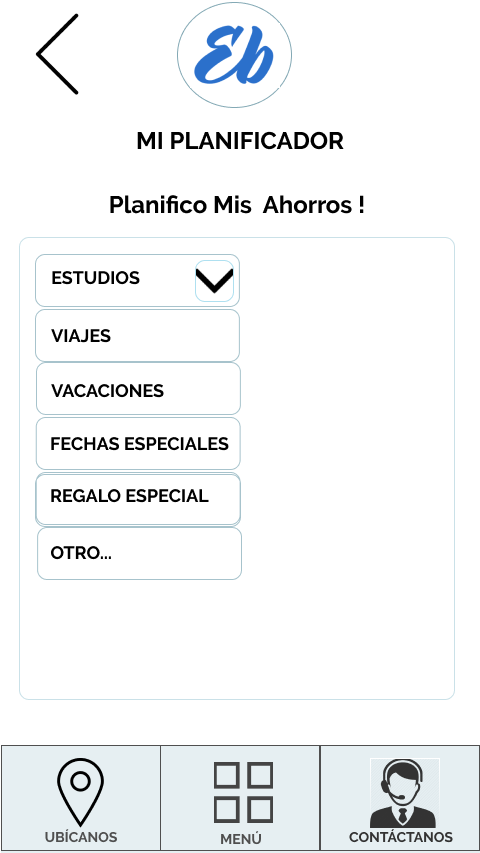 Eb
MI PLANIFICADOR
Planifico Mis Ahorros !
ESTUDIOS
VIAJES
VACACIONES
FECHAS ESPECIALES
REGALO ESPECIAL
OTRO...
UBÍCANOS
MENÚ
CONTÁCTANOS